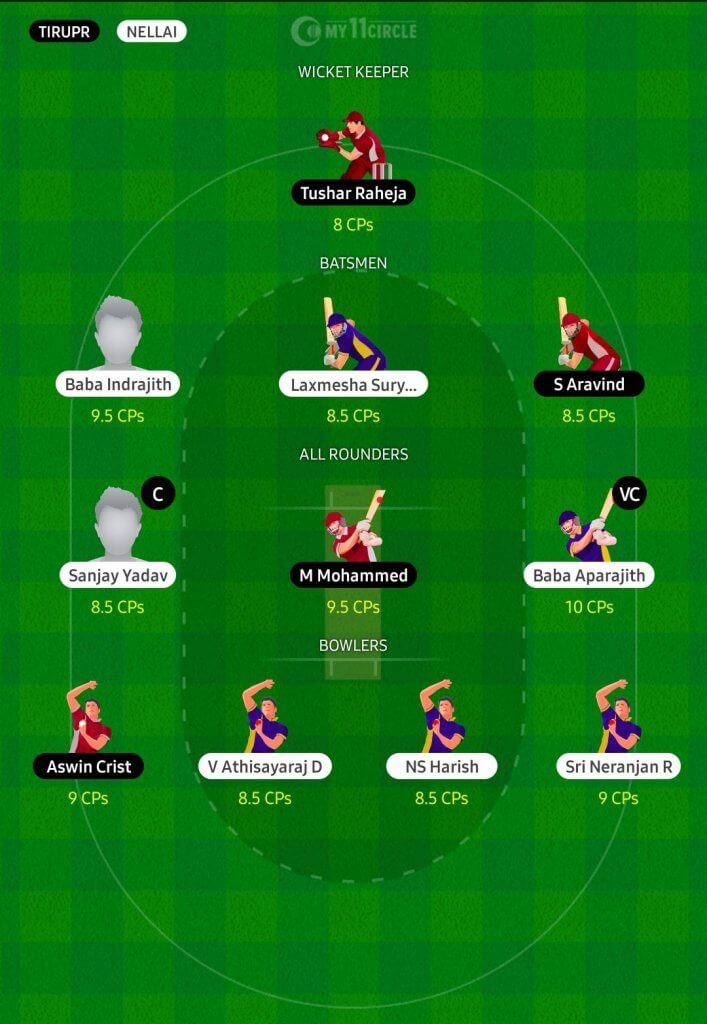 TIRUPR NELLAI MY11CIRCLE
WICKET KEEPER
Tushar Raheja
8 CPs
BATSMEN
Baba Indrajith Laxmesha Sury... S Aravind
9.5 CPs 8.5 CPs 8.5 CPs
ALL ROUNDERS
C VC
Sanjay Yadav M Mohammed Baba Aparajith
8.5 CPs 9.5 CPs 10 CPs
BOWLERS
Aswin Crist V Athisayaraj D NS Harish Sri Neranjan R
9 CPs 8.5 CPs 8.5 CPs 9 CPs